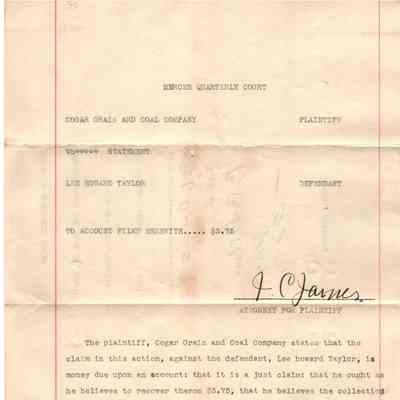 MERCER QUARTERLY COURT
COGAR GRAIN AND COAL COMPANY PLAINTIFF
STATEMENT
LEE HOWARD TAYLOR DEFENDANT
TO ACCOUNT FILED HEREWITH..... $3.75
J. C. James
ATTORNEY FOR PLAINTIFF
The plaintiff, Cogar Grain and Coal Company states that the
claim in this action, against the defendant, Lee howard Taylor, is
money due upon an account: that it is a just claim: that he ought as
he believes to recover theron $3.75, that he believes the collection